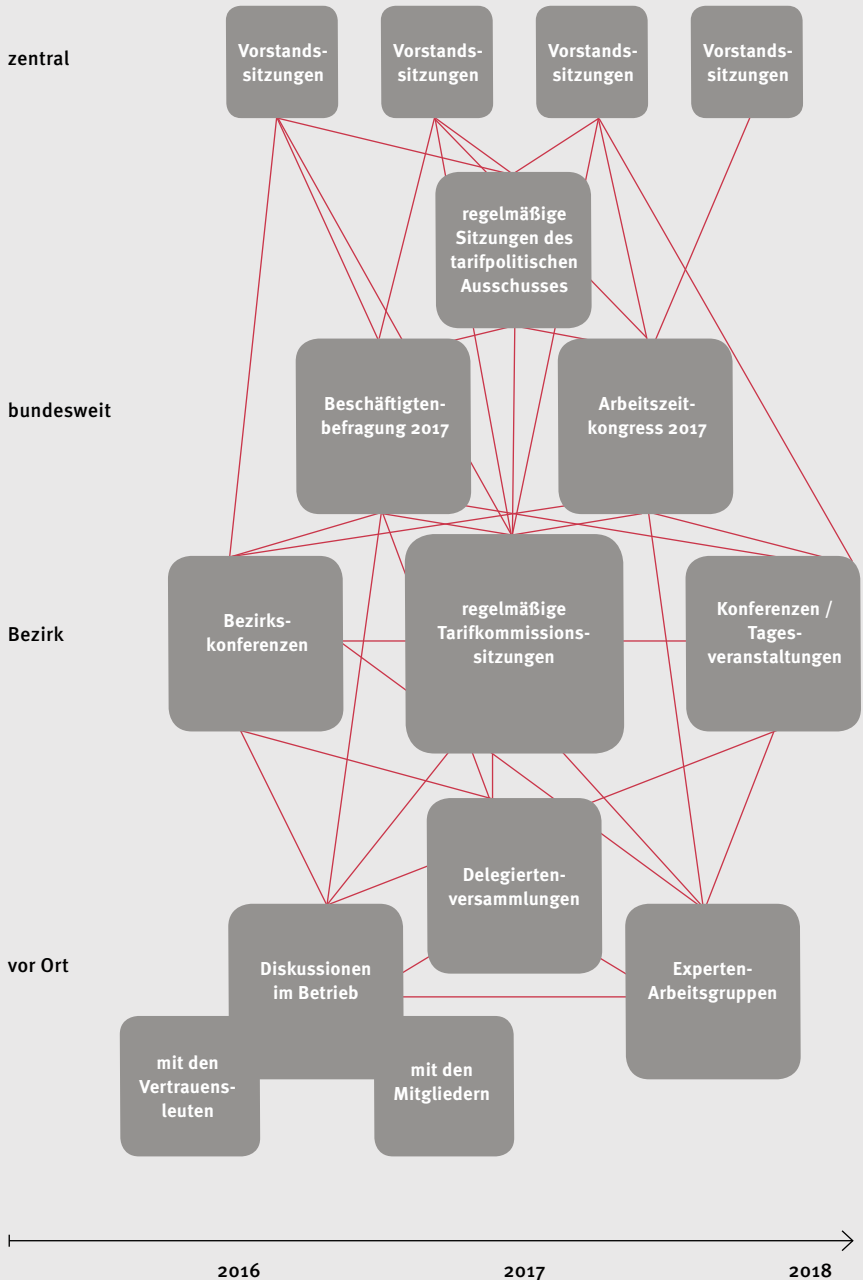 zentral
Vorstands-
sitzungen
Vorstands-
sitzungen
Vorstands-
sitzungen
Vorstands-
sitzungen
regelmäßige
Sitzungen des
tarifpolitischen
Ausschusses
bundesweit
Beschäftigten-
befragung 2017
Arbeitszeit-
kongress 2017
Bezirk
Bezirks-
konferenzen
regelmäßige
Tarifkommissions-
sitzungen
Konferenzen /
Tages-
veranstaltungen
Delegierten-
versammlungen
vor Ort
Diskussionen
im Betrieb
Experten-
Arbeitsgruppen
mit den
Vertrauens-
leuten
mit den
Mitgliedern
2016
2017
2018